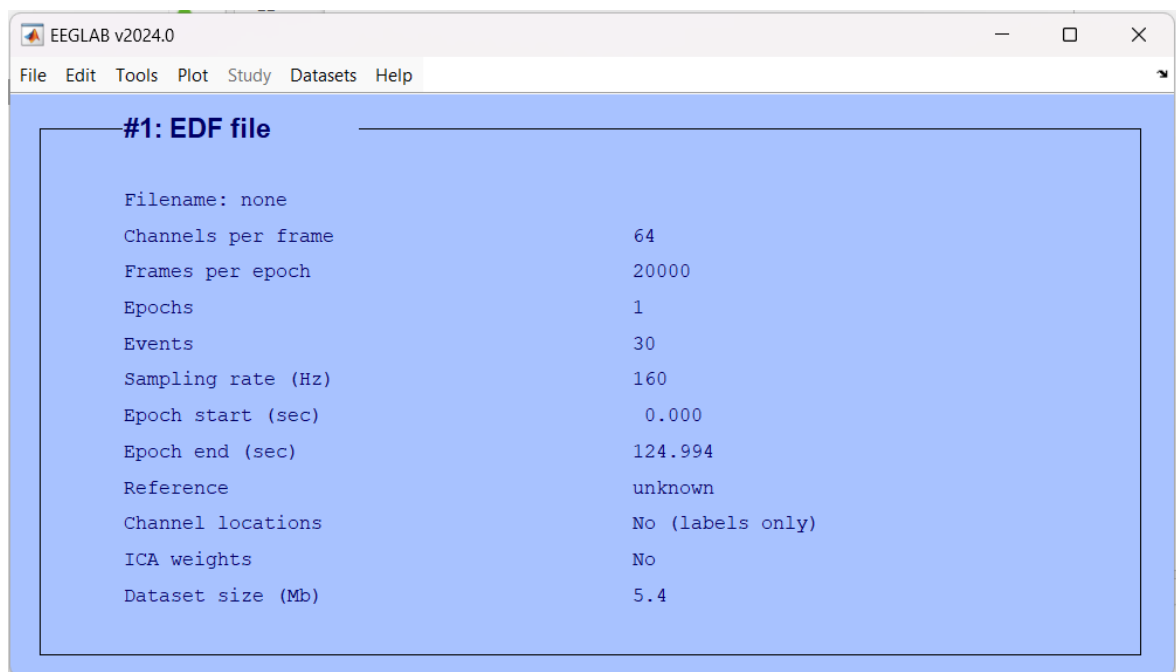 EEGLAB v2024.0
File Edit Tools Plot Study Datasets Help
#1: EDF file
Filename: none
Channels per frame 64
Frames per epoch 20000
Epochs 1
Events 30
Sampling rate (Hz) 160
Epoch start (sec) 0.000
Epoch end (sec) 124.994
Reference unknown
Channel locations No (labels only)
ICA weights No
Dataset size (Mb) 5.4